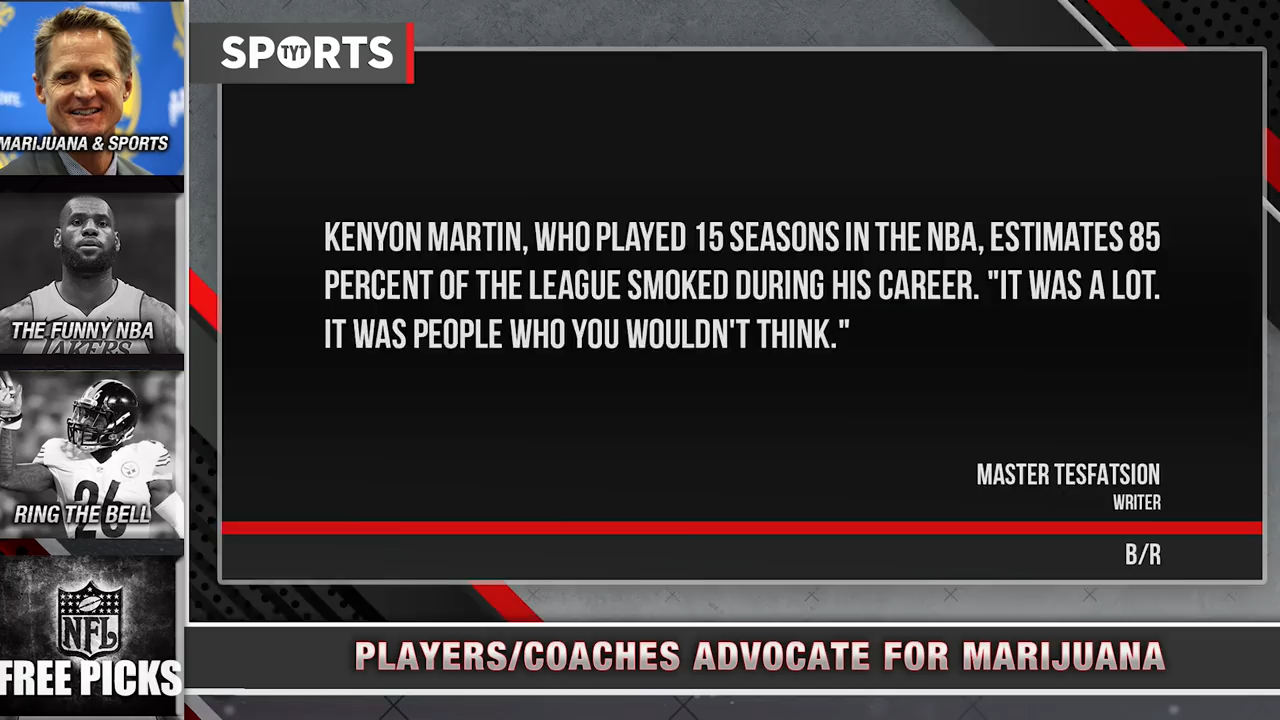 SPORTS
TYT
MARIJUANA & SPORTS
THE FUNNY NBA
LAKERS
RING THE BELL
26
NFL
FREE PICKS
KENYON MARTIN, WHO PLAYED 15 SEASONS IN THE NBA, ESTIMATES 85
PERCENT OF THE LEAGUE SMOKED DURING HIS CAREER. "IT WAS A LOT.
IT WAS PEOPLE WHO YOU WOULDN'T THINK."
MASTER TESFATSION
WRITER
B/R
PLAYERS/COACHES ADVOCATE FOR MARIJUANA